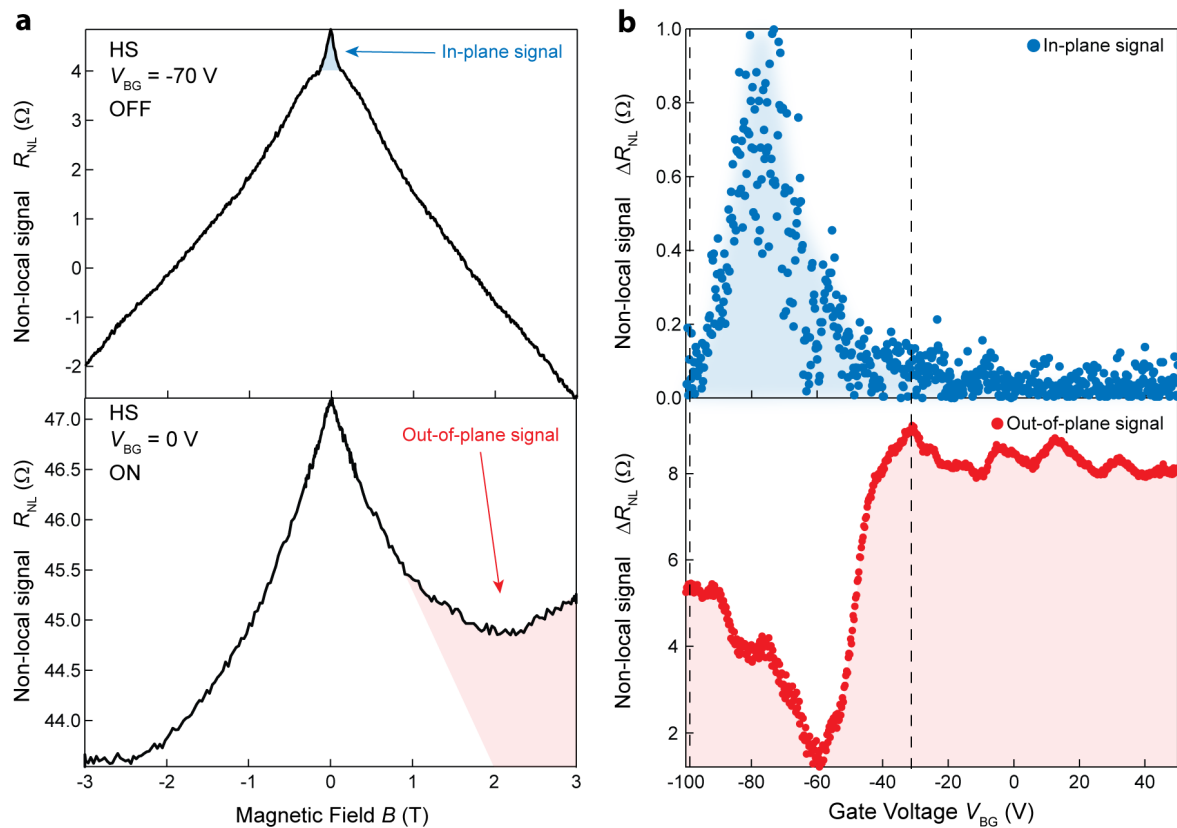 a
HS
V_BG = -70 V
OFF
In-plane signal
Non-local signal R_NL (Ω)
4
3
2
1
0
-1
-2
HS
V_BG = 0 V
ON
Out-of-plane signal
Non-local signal R_NL (Ω)
47.0
46.5
46.0
45.5
45.0
44.5
44.0
-3
-2
-1
0
1
2
3
Magnetic Field B (T)
b
In-plane signal
Non-local signal ΔR_NL (Ω)
1.0
0.8
0.6
0.4
0.2
0.0
Out-of-plane signal
Non-local signal ΔR_NL (Ω)
8
6
4
2
-100
-80
-60
-40
-20
0
20
40
Gate Voltage V_BG (V)